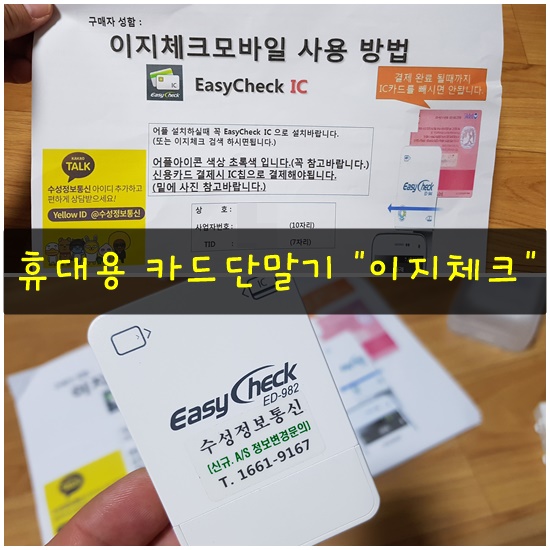 구매자 성함 :
이지체크모바일 사용 방법
IC
EasyCheck
EasyCheck IC
결제 완료 될때까지
IC카드를 빼시면 안됩니다.
어플 설치하실때 꼭 EasyCheck IC 으로 설치바랍니다.
(또는 이지체크 검색 하시면됩니다.)
어플아이콘 색상 초록색 입니다.(꼭 참고바랍니다.)
신용카드 결제시 IC칩으로 결제해야됩니다.
(밑에 사진 참고바랍니다.)
KAKAO
TALK
수성정보통신 아이디 추가하고
편하게 상담받으세요!
Yellow ID @수성정보통신
상 호 :
사업자번호 : (10자리)
TID : (7자리)
EasyCheck
휴대용 카드단말기 "이지체크"
IC
EasyCheck
ED-982
수성정보통신
[신규. A/S 정보변경문의]
T. 1661-9167
TALK